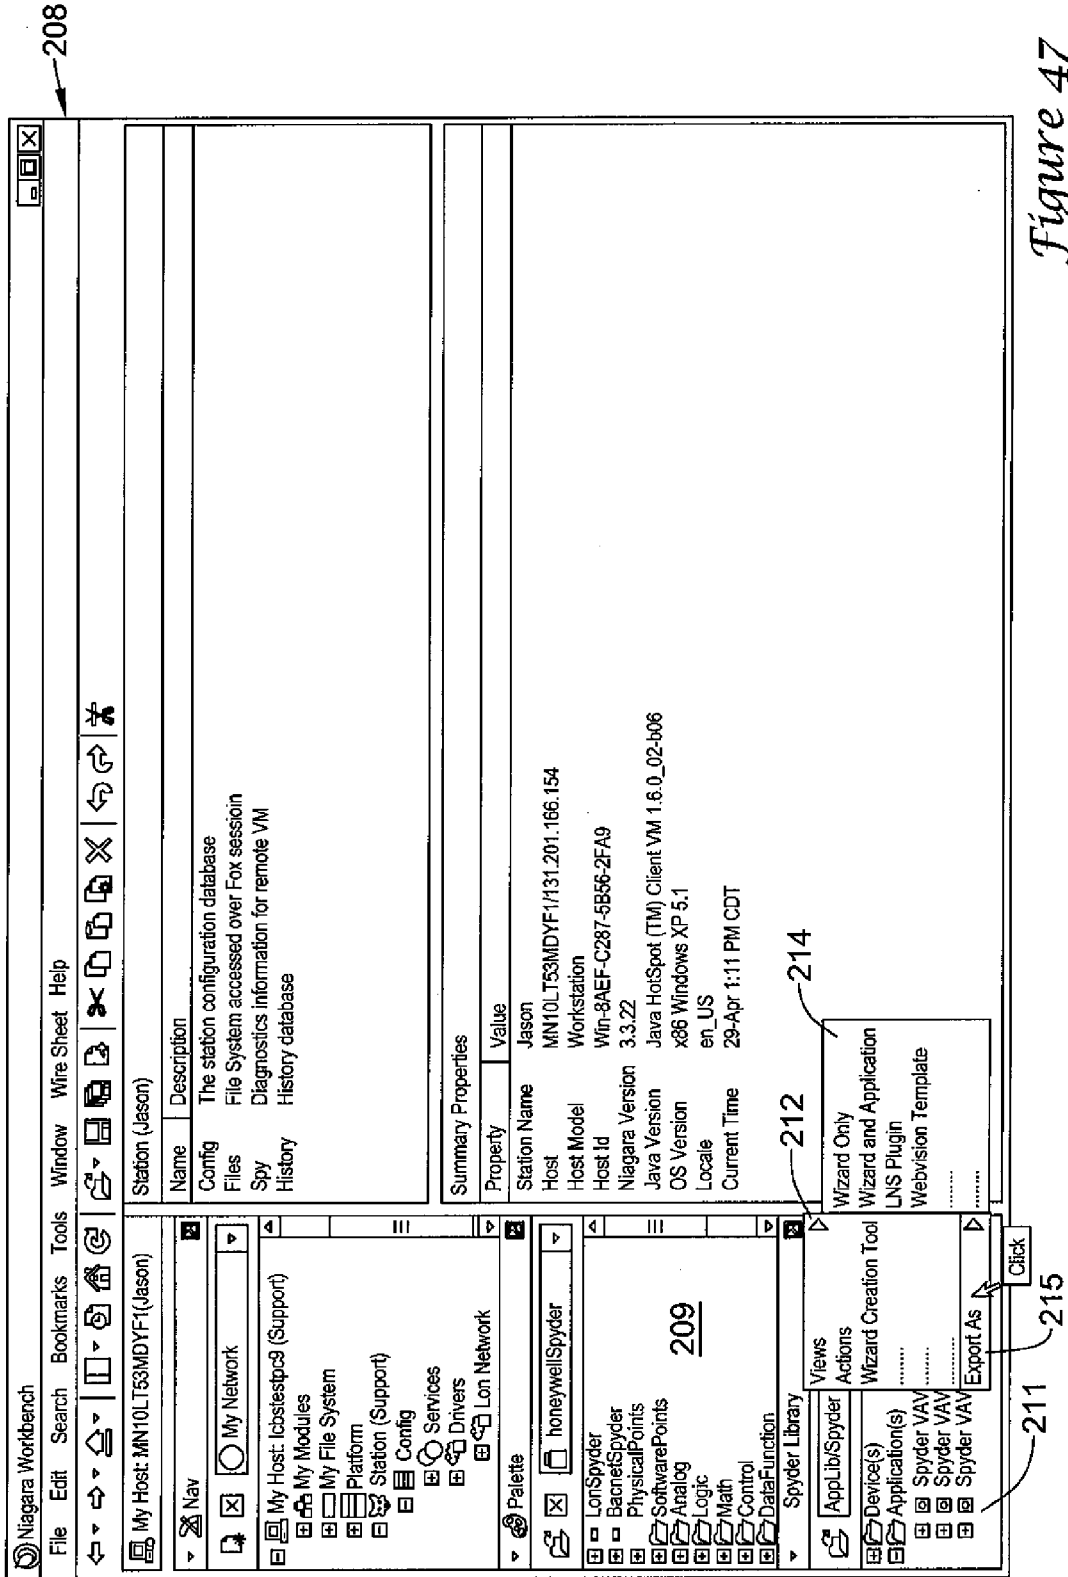 208
Niagara Workbench
File Edit Search Bookmarks Tools Window Wire Sheet Help
My Host: MN10LT53MDYF1(Jason)
Nav
My Network
My Host: Icbstestpc9 (Support)
My Modules
My File System
Platform
Station (Support)
Config
Services
Drivers
Lon Network
Palette
honeywellSpyder
LonSpyder
BacnetSpyder
PhysicalPoints
SoftwarePoints
Analog
Logic
Math
Control
DataFunction
209
Spyder Library
AppLib/Spyder
Device(s)
Application(s)
Spyder VAV
Spyder VAV
Spyder VAV
211
Station (Jason)
Name Description
Config The station configuration database
Files File System accessed over Fox sessioin
Spy Diagnostics information for remote VM
History History database
Summary Properties
Property Value
Station Name Jason
Host MN10LT53MDYF1/131.201.166.154
Host Model Workstation
Host Id Win-8AEF-C287-5B56-2FA9
Niagara Version 3.3.22
Java Version Java HotSpot (TM) Client VM 1.6.0_02-b06
OS Version x86 Windows XP 5.1
Locale en_US
Current Time 29-Apr 1:11 PM CDT
212
Views
Actions
Wizard Creation Tool
........
........
Export As
Click
215
214
Wizard Only
Wizard and Application
LNS Plugin
Webvision Template
........
........
Figure 47